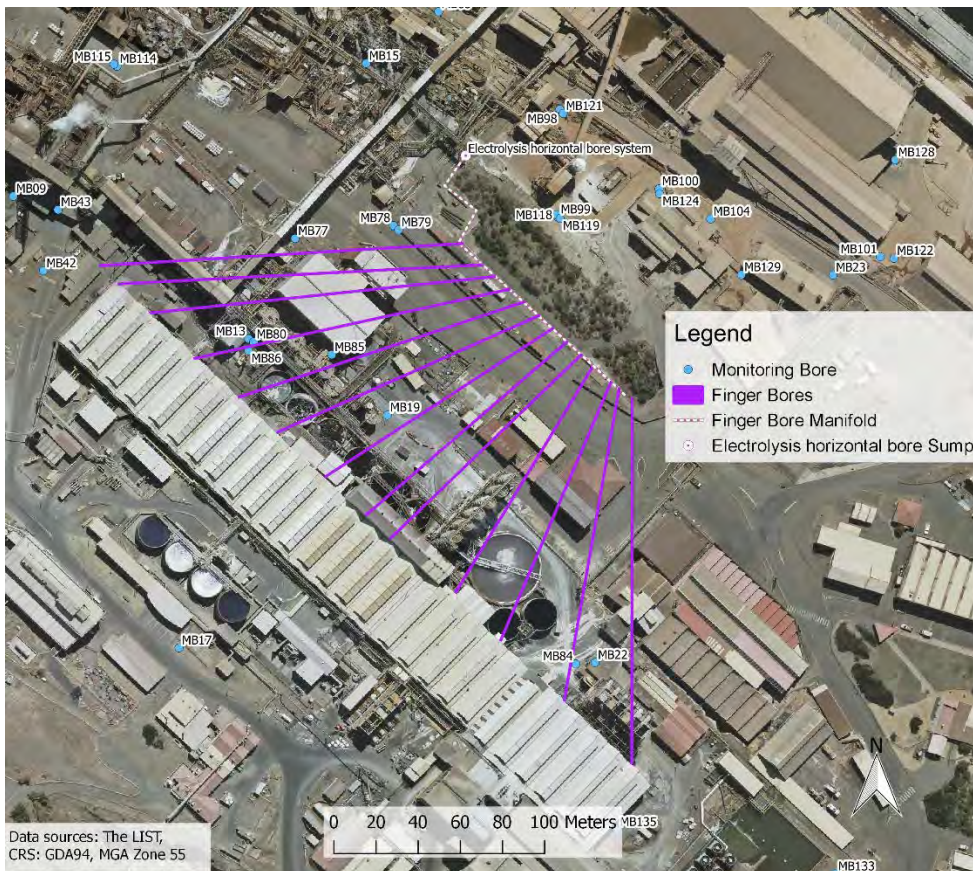 MB115
MB114
MB15
MB121
MB98
Electrolysis horizontal bore system
MB128
MB09
MB43
MB100
MB124
MB118
MB99
MB119
MB104
MB78
MB79
MB77
MB42
MB101
MB122
MB129
MB23
MB13
MB80
MB86
MB85
MB19
Legend
Monitoring Bore
Finger Bores
Finger Bore Manifold
Electrolysis horizontal bore Sump
MB17
MB84
MB22
N
0 20 40 60 80 100 Meters
MB135
Data sources: The LIST,
CRS: GDA94, MGA Zone 55
MB133